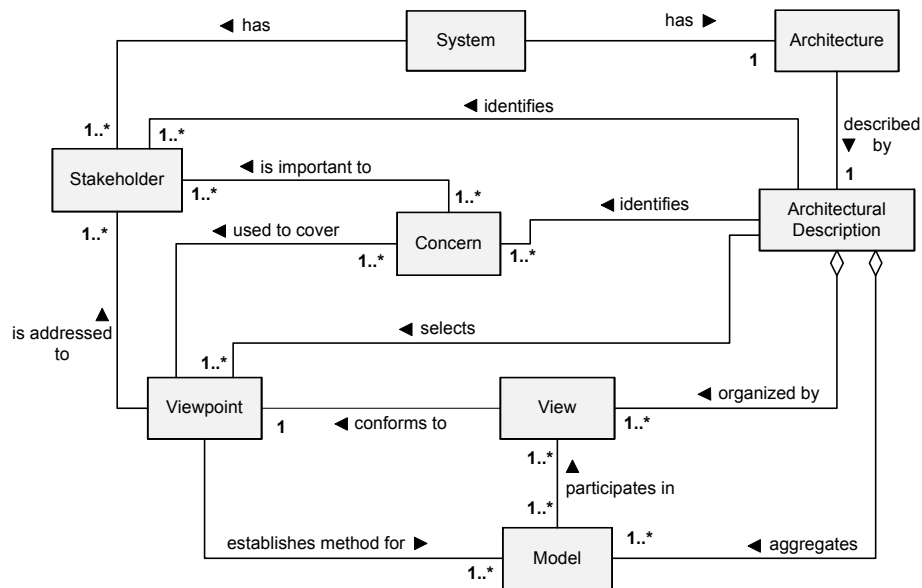 ◄ has
System
has ►
Architecture
1
1..*
1..*
◄ identifies
described
▼ by
1
Stakeholder
◄ is important to
1..*
1..*
1..*
◄ used to cover
Concern
1..*
◄ identifies
1..*
Architectural
Description
▲
is addressed
to
◄ selects
1..*
Viewpoint
1
◄ conforms to
View
◄ organized by
1..*
1..*
▲
participates in
1..*
establishes method for ►
1..*
Model
1..*
◄ aggregates